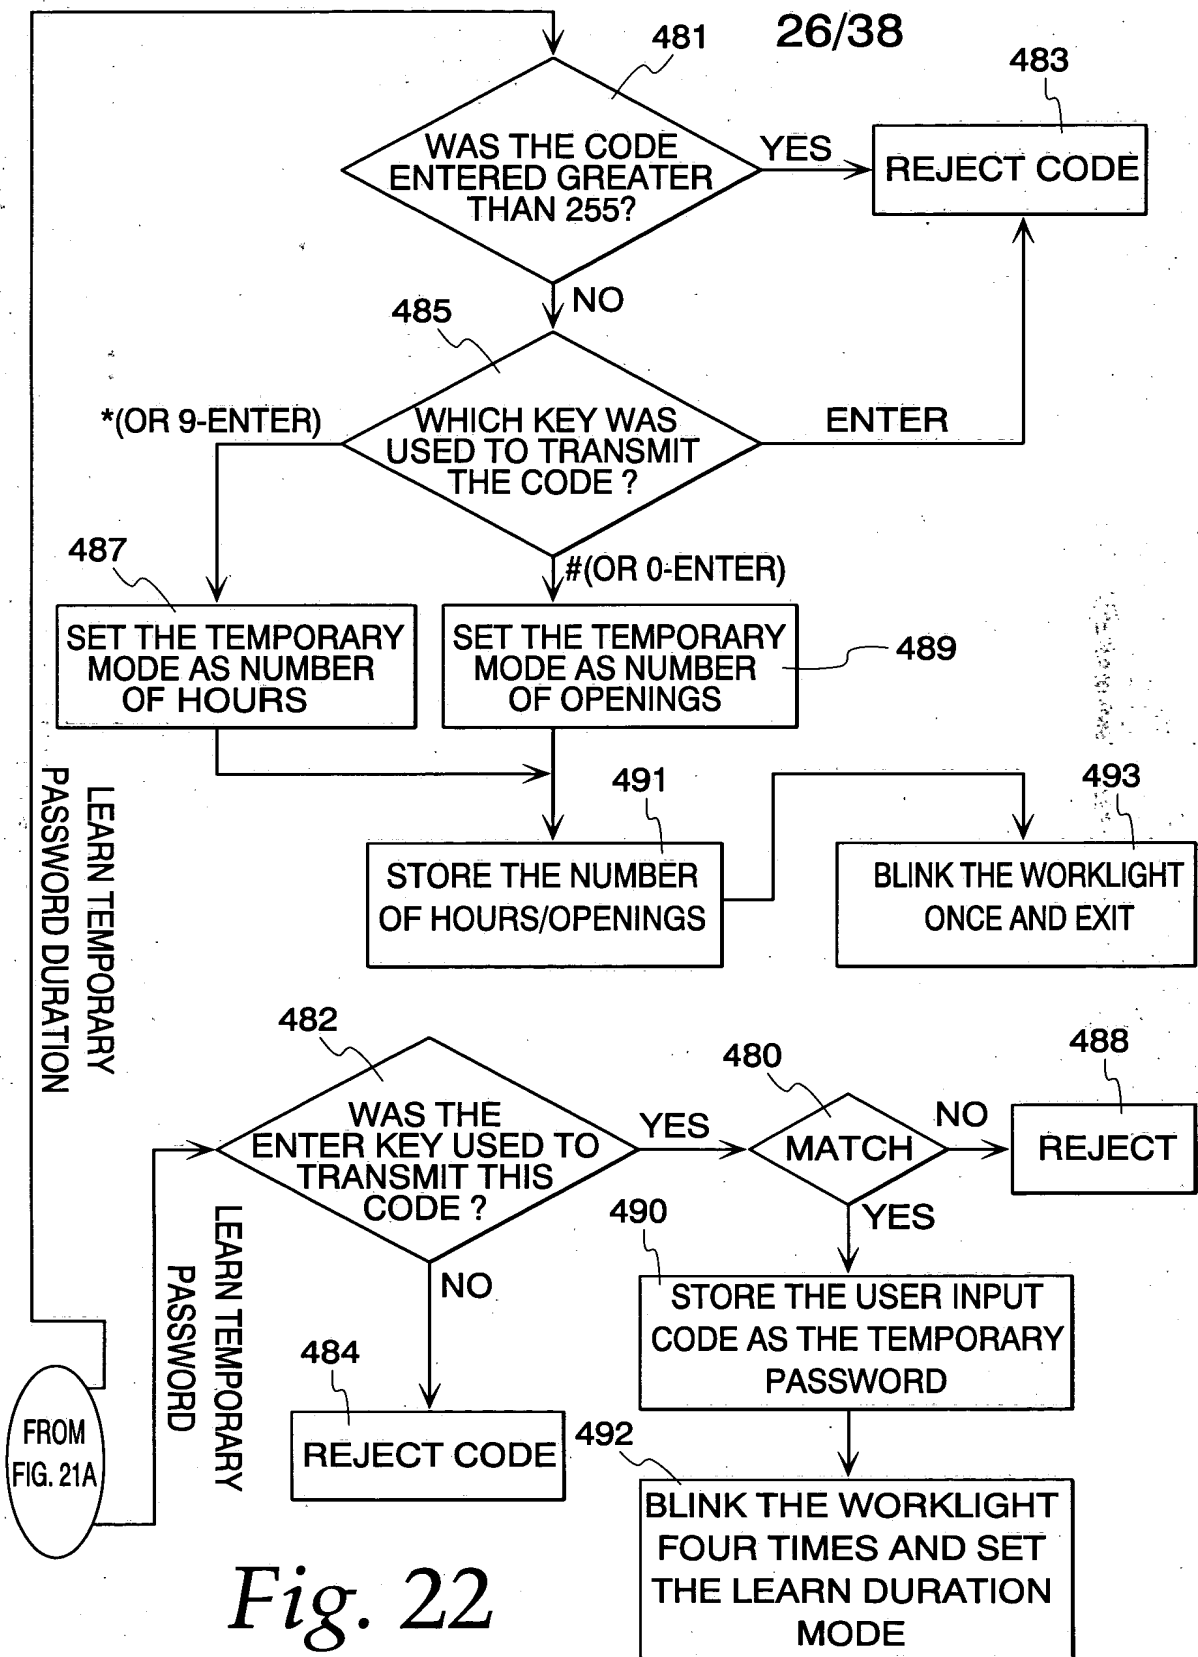 26/38
481
483
WAS THE CODE
ENTERED GREATER
THAN 255?
YES
REJECT CODE
NO
485
*(OR 9-ENTER)
WHICH KEY WAS
USED TO TRANSMIT
THE CODE ?
ENTER
487
#(OR 0-ENTER)
SET THE TEMPORARY
MODE AS NUMBER
OF HOURS
SET THE TEMPORARY
MODE AS NUMBER
OF OPENINGS
489
LEARN TEMPORARY
PASSWORD DURATION
491
493
STORE THE NUMBER
OF HOURS/OPENINGS
BLINK THE WORKLIGHT
ONCE AND EXIT
482
480
488
WAS THE
ENTER KEY USED TO
TRANSMIT THIS
CODE ?
YES
MATCH
NO
REJECT
LEARN TEMPORARY
PASSWORD
NO
YES
490
STORE THE USER INPUT
CODE AS THE TEMPORARY
PASSWORD
484
REJECT CODE
FROM
FIG. 21A
492
BLINK THE WORKLIGHT
FOUR TIMES AND SET
THE LEARN DURATION
MODE
Fig. 22